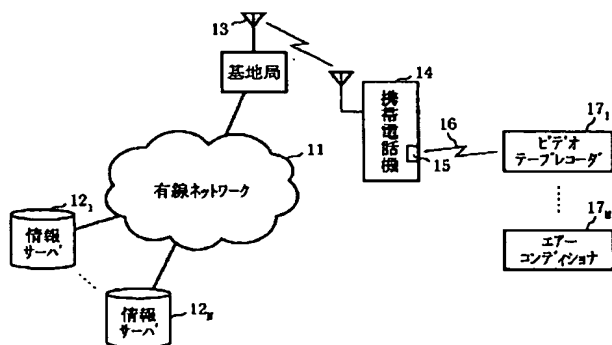 13
基地局
14
携帯電話機
15
16
17₁
ビデオ
テープレコーダ
11
有線ネットワーク
17_M
エアー
コンディショナ
12₁
情報
サーバ
12_N
情報
サーバ